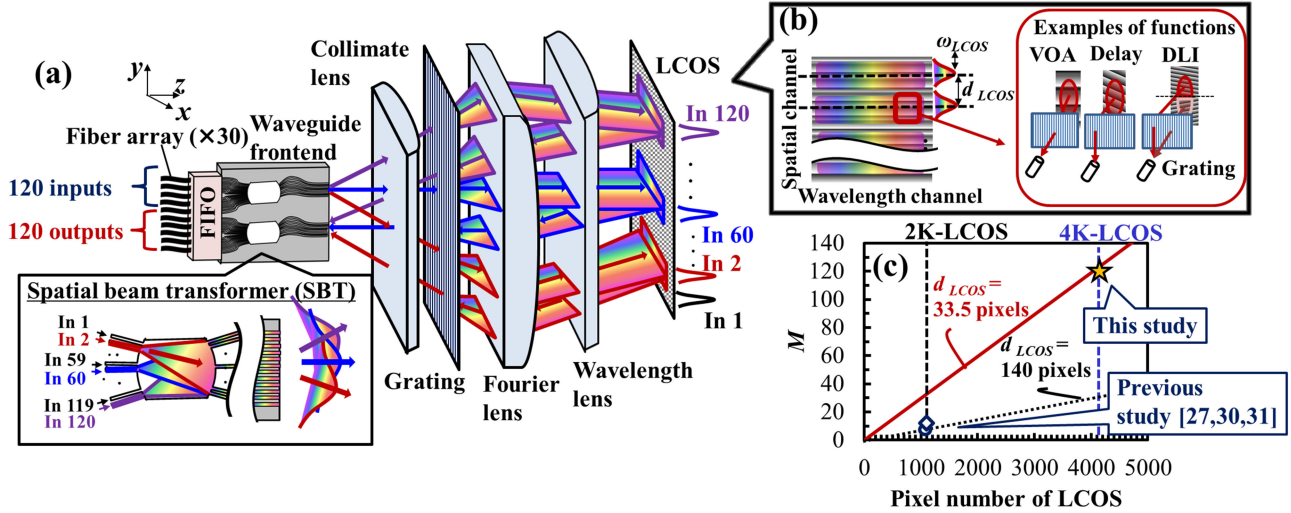 (a)
y
z
x
Fiber array (×30)
Waveguide
frontend
120 inputs
120 outputs
FIFO
Collimate
lens
Grating
Fourier
lens
Wavelength
lens
LCOS
In 120
In 60
In 2
In 1
Spatial beam transformer (SBT)
In 1
In 2
In 59
In 60
In 119
In 120
(b)
Spatial channel
Wavelength channel
ω LCOS
d LCOS
Examples of functions
VOA Delay DLI
Grating
(c)
2K-LCOS 4K-LCOS
M
140
120
100
80
60
40
20
0
d LCOS=
33.5 pixels
This study
d LCOS=
140 pixels
Previous
study [27,30,31]
0 1000 2000 3000 4000 5000
Pixel number of LCOS